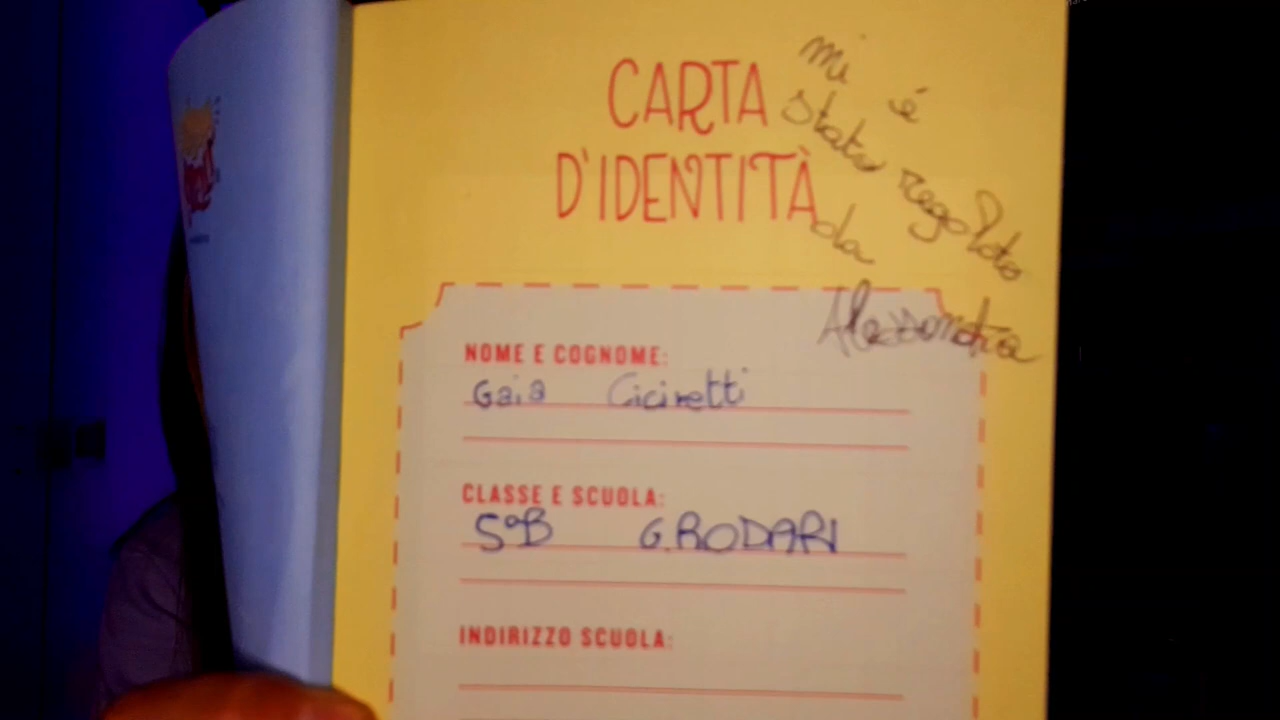 CARTA
D'IDENTITÀ
mi é
stato regalato
da
Alessandra
NOME E COGNOME:
Gaia Ciciretti
CLASSE E SCUOLA:
5°B G.RODARI
INDIRIZZO SCUOLA: